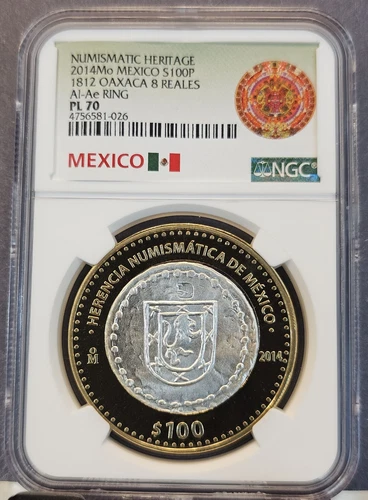 NUMISMATIC HERITAGE
2014Mo MEXICO S100P
1812 OAXACA 8 REALES
Al-Ae RING
PL 70
4756581-026
MEXICO
NGC
· HERENCIA NUMISMÁTICA DE MÉXICO ·
oM
2014
$100